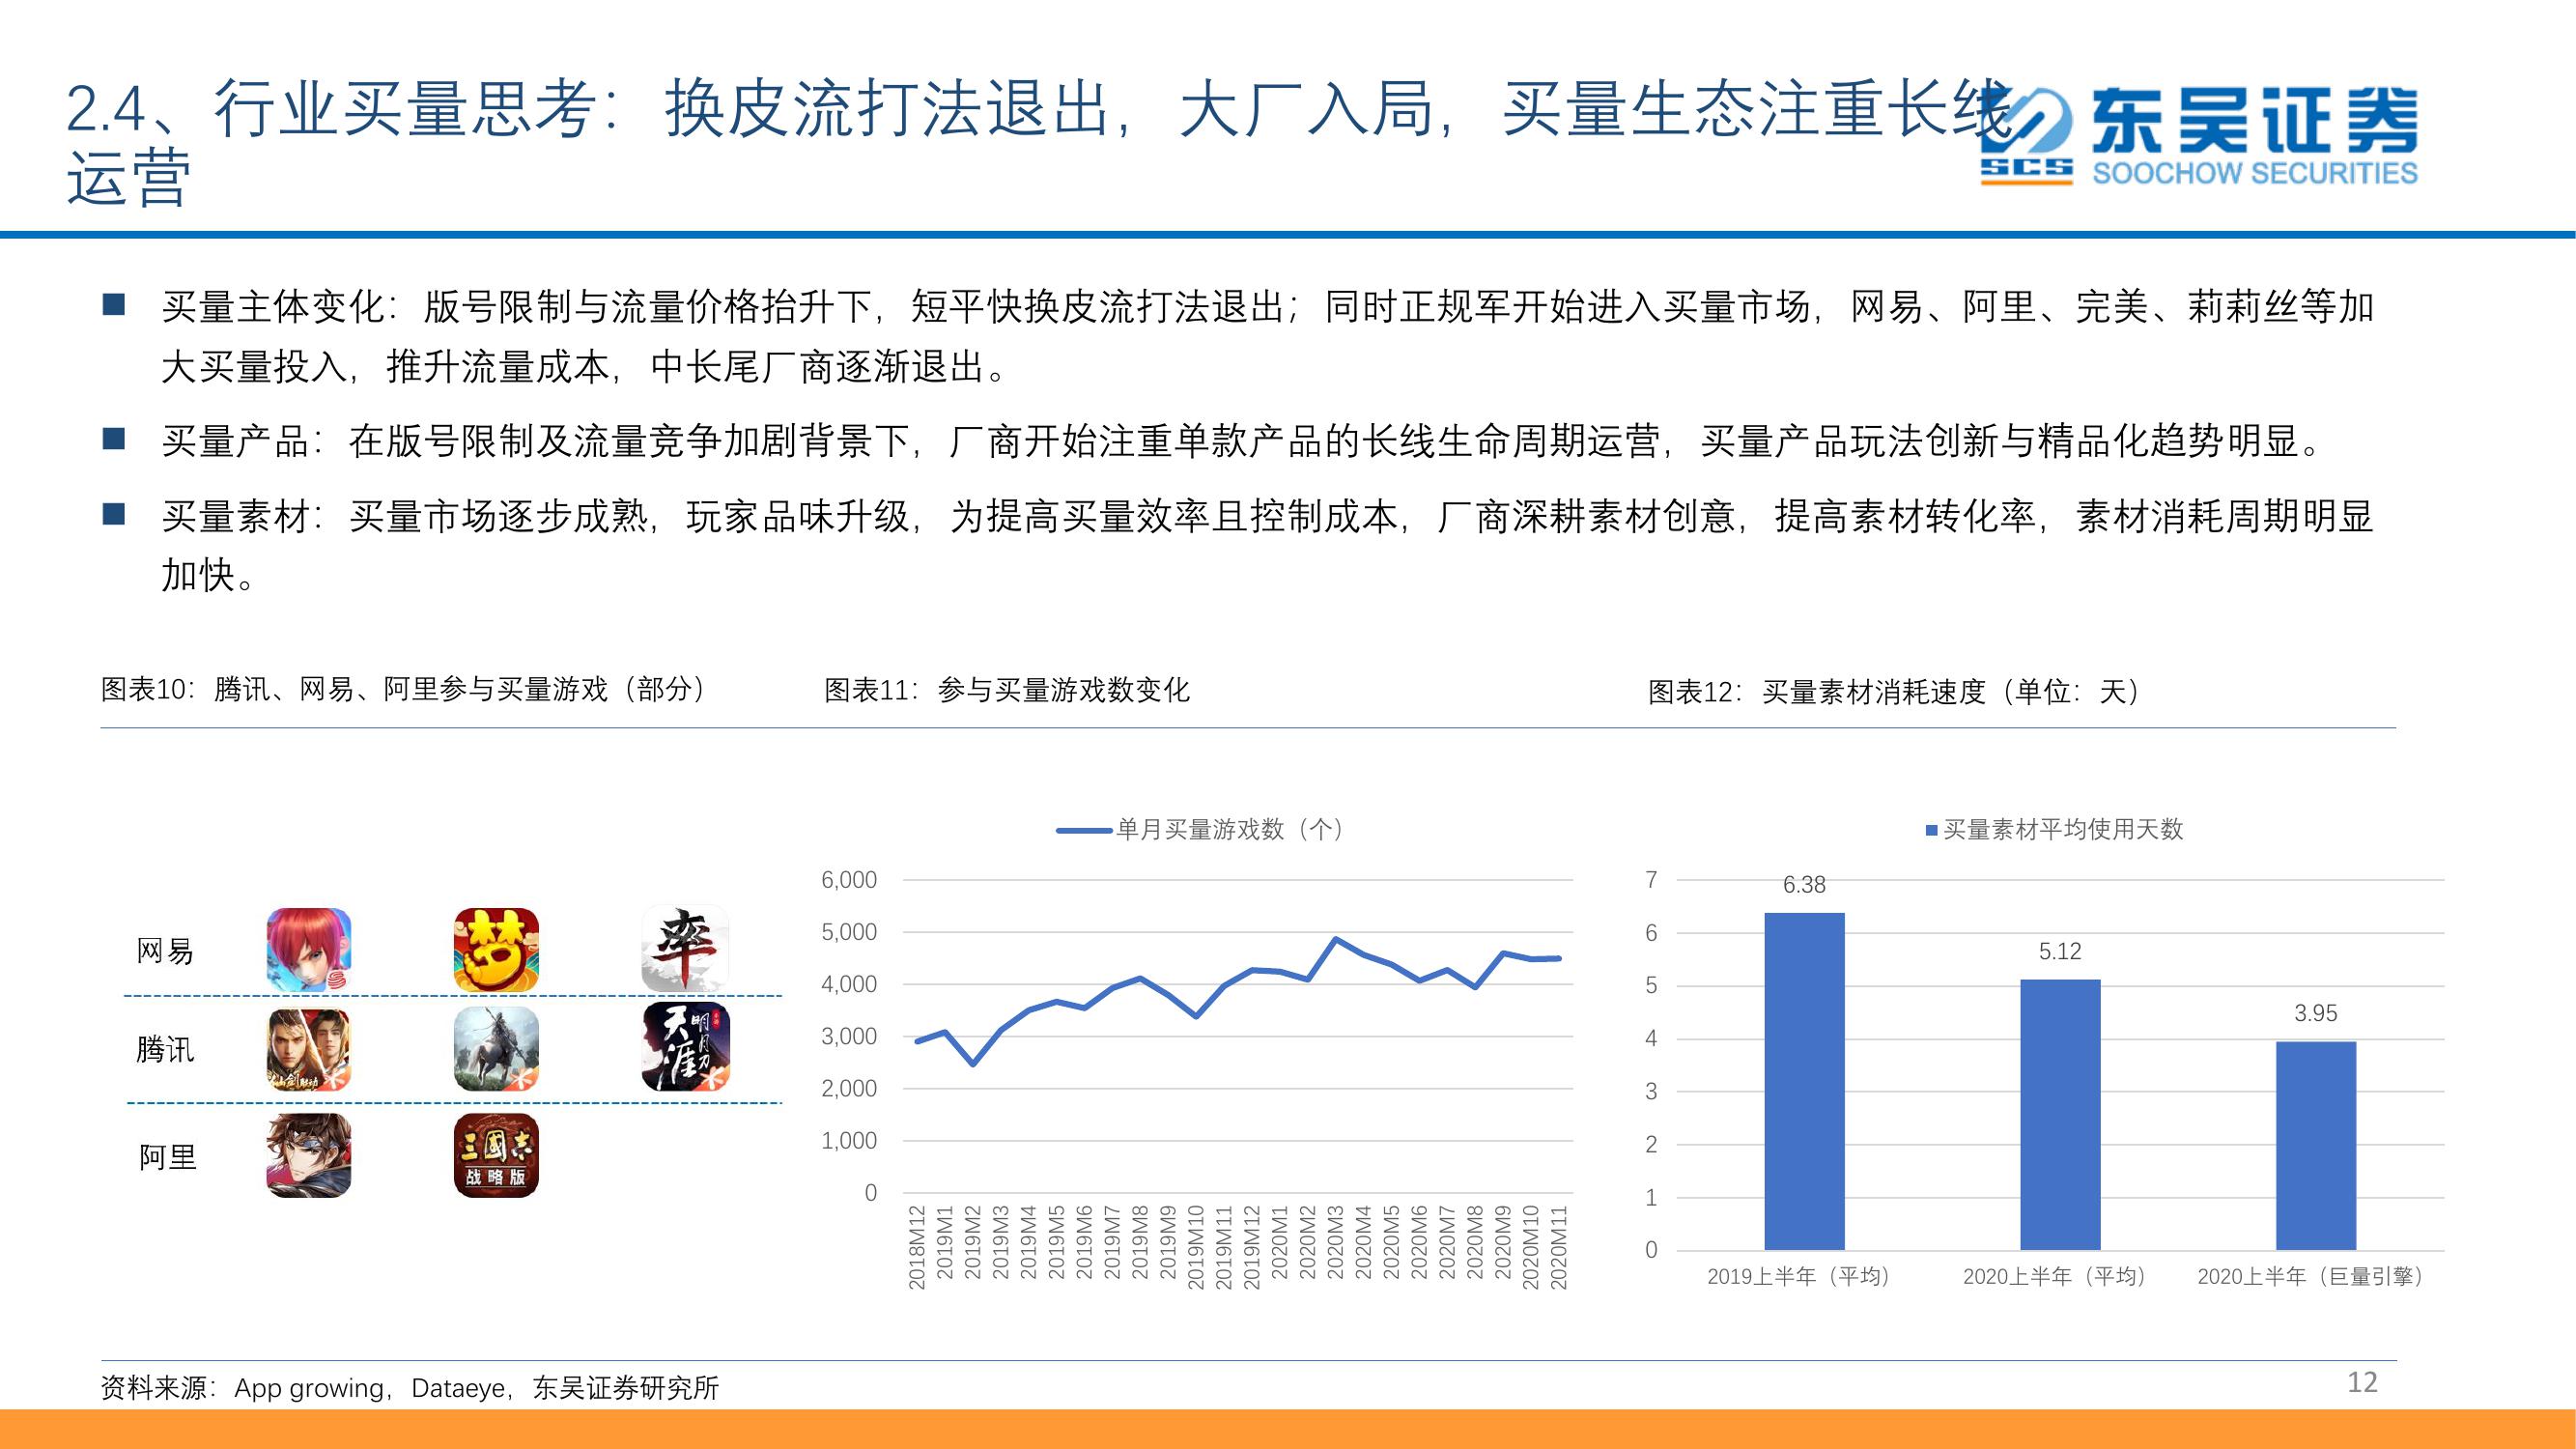 2.4、行业买量思考：换皮流打法退出，大厂入局，买量生态注重长线
运营
东吴证券
SCS
SOOCHOW SECURITIES
■ 买量主体变化：版号限制与流量价格抬升下，短平快换皮流打法退出；同时正规军开始进入买量市场，网易、阿里、完美、莉莉丝等加
大买量投入，推升流量成本，中长尾厂商逐渐退出。
■ 买量产品：在版号限制及流量竞争加剧背景下，厂商开始注重单款产品的长线生命周期运营，买量产品玩法创新与精品化趋势明显。
■ 买量素材：买量市场逐步成熟，玩家品味升级，为提高买量效率且控制成本，厂商深耕素材创意，提高素材转化率，素材消耗周期明显
加快。
图表10：腾讯、网易、阿里参与买量游戏（部分）
网易
梦
率
腾讯
仙剑联动
天涯明月刀
阿里
三國志
战略版
图表11：参与买量游戏数变化
单月买量游戏数（个）
6,000
5,000
4,000
3,000
2,000
1,000
0
2018M12
2019M1
2019M2
2019M3
2019M4
2019M5
2019M6
2019M7
2019M8
2019M9
2019M10
2019M11
2019M12
2020M1
2020M2
2020M3
2020M4
2020M5
2020M6
2020M7
2020M8
2020M9
2020M10
2020M11
图表12：买量素材消耗速度（单位：天）
买量素材平均使用天数
7
6
5
4
3
2
1
0
6.38
5.12
3.95
2019上半年（平均）
2020上半年（平均）
2020上半年（巨量引擎）
资料来源：App growing，Dataeye，东吴证券研究所
12